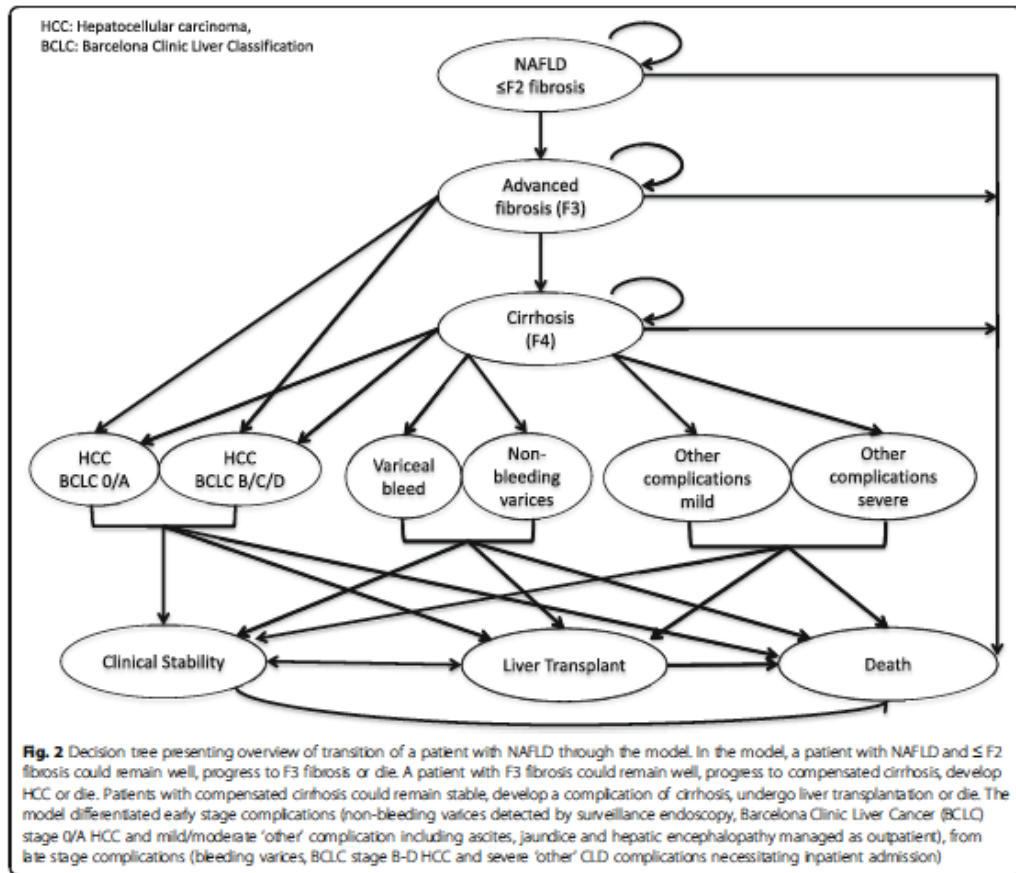 HCC: Hepatocellular carcinoma,
BCLC: Barcelona Clinic Liver Classification
NAFLD
≤F2 fibrosis
Advanced
fibrosis (F3)
Cirrhosis
(F4)
HCC
BCLC 0/A
HCC
BCLC B/C/D
Variceal
bleed
Non-
bleeding
varices
Other
complications
mild
Other
complications
severe
Clinical Stability
Liver Transplant
Death
Fig. 2 Decision tree presenting overview of transition of a patient with NAFLD through the model. In the model, a patient with NAFLD and ≤ F2
fibrosis could remain well, progress to F3 fibrosis or die. A patient with F3 fibrosis could remain well, progress to compensated cirrhosis, develop
HCC or die. Patients with compensated cirrhosis could remain stable, develop a complication of cirrhosis, undergo liver transplantation or die. The
model differentiated early stage complications (non-bleeding varices detected by surveillance endoscopy, Barcelona Clinic Liver Cancer (BCLC)
stage 0/A HCC and mild/moderate 'other' complication including ascites, jaundice and hepatic encephalopathy managed as outpatient), from
late stage complications (bleeding varices, BCLC stage B-D HCC and severe 'other' CLD complications necessitating inpatient admission)